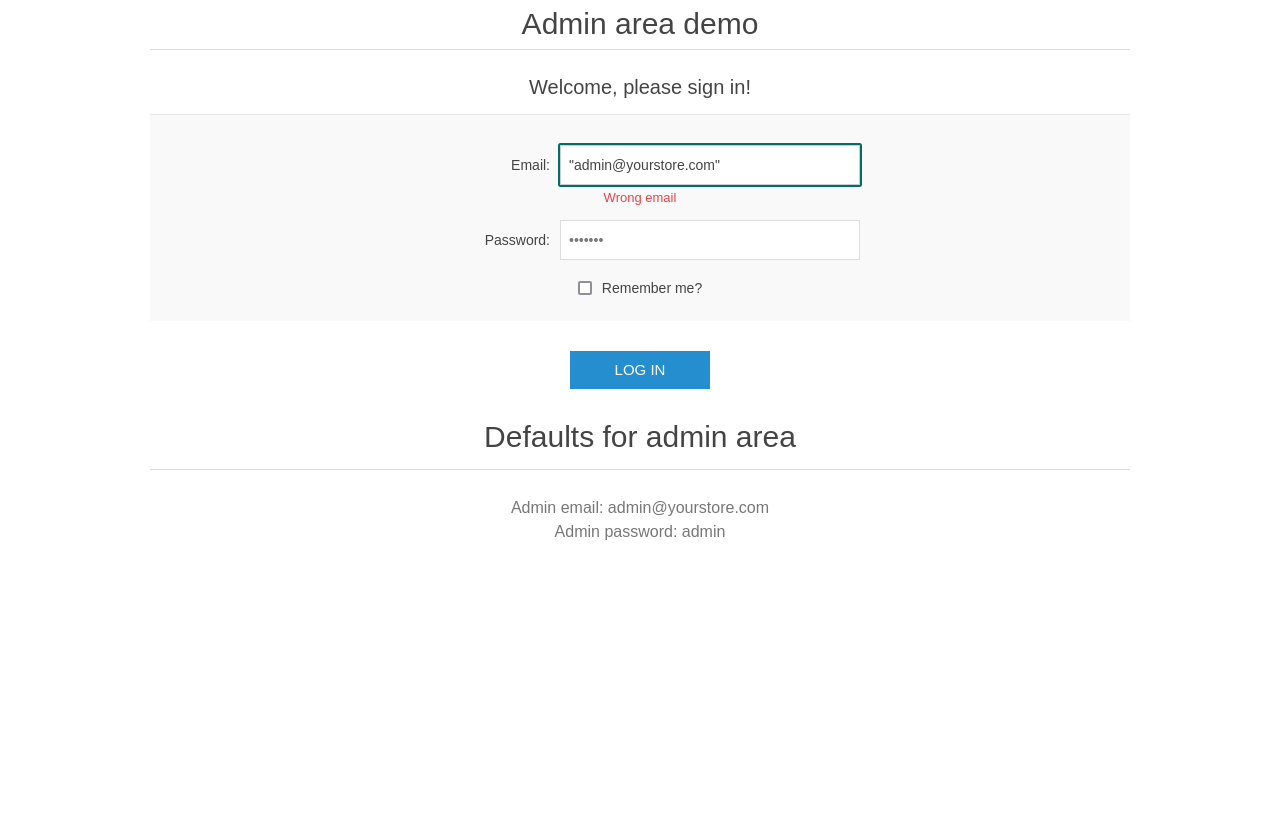 Admin area demo
Welcome, please sign in!
Email: "admin@yourstore.com"
Wrong email
Password: •••••••
Remember me?
LOG IN
Defaults for admin area
Admin email: admin@yourstore.com
Admin password: admin